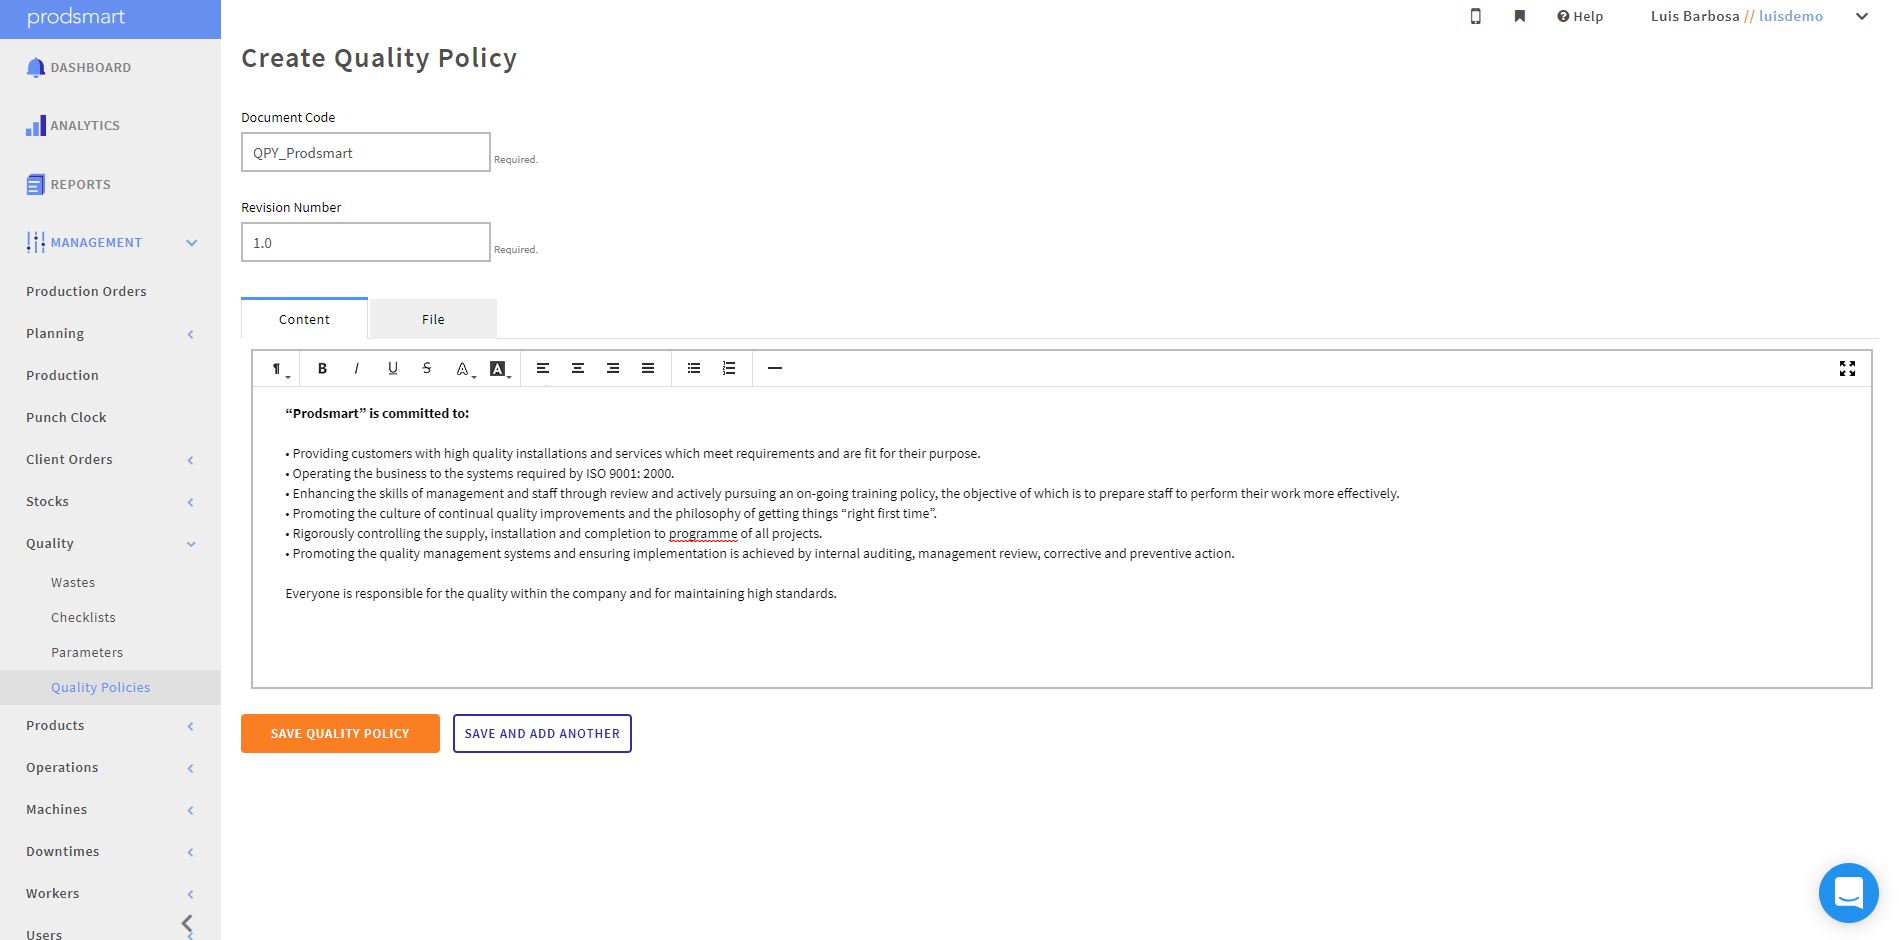 prodsmart
Help
Luis Barbosa // luisdemo
DASHBOARD
ANALYTICS
REPORTS
MANAGEMENT
Production Orders
Planning
Production
Punch Clock
Client Orders
Stocks
Quality
Wastes
Checklists
Parameters
Quality Policies
Products
Operations
Machines
Downtimes
Workers
Users
Create Quality Policy
Document Code
QPY_Prodsmart
Required.
Revision Number
1.0
Required.
Content File
¶ B I U S A A
“Prodsmart” is committed to:
• Providing customers with high quality installations and services which meet requirements and are fit for their purpose.
• Operating the business to the systems required by ISO 9001: 2000.
• Enhancing the skills of management and staff through review and actively pursuing an on-going training policy, the objective of which is to prepare staff to perform their work more effectively.
• Promoting the culture of continual quality improvements and the philosophy of getting things “right first time”.
• Rigorously controlling the supply, installation and completion to programme of all projects.
• Promoting the quality management systems and ensuring implementation is achieved by internal auditing, management review, corrective and preventive action.
Everyone is responsible for the quality within the company and for maintaining high standards.
SAVE QUALITY POLICY SAVE AND ADD ANOTHER